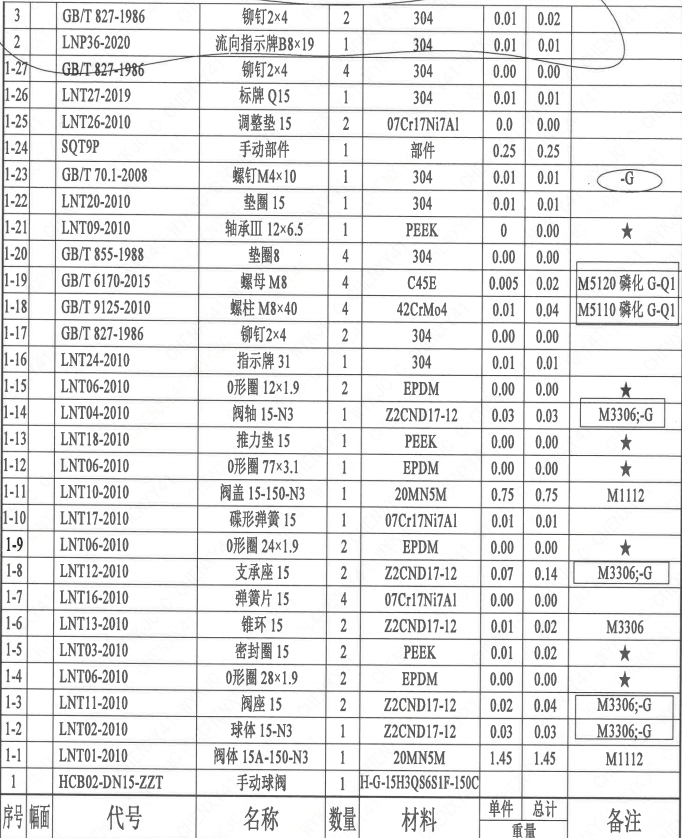 3 GB/T 827-1986 铆钉2×4 2 304 0.01 0.02
2 LNP36-2020 流向指示牌B8×19 1 304 0.01 0.01
1-27 GB/T 827-1986 铆钉2×4 4 304 0.00 0.00
1-26 LNT27-2019 标牌 Q15 1 304 0.01 0.01
1-25 LNT26-2010 调整垫 15 2 07Cr17Ni7Al 0.0 0.00
1-24 SQT9P 手动部件 1 部件 0.25 0.25
1-23 GB/T 70.1-2008 螺钉M4×10 1 304 0.01 0.01 -G
1-22 LNT20-2010 垫圈 15 1 304 0.01 0.01
1-21 LNT09-2010 轴承Ⅲ 12×6.5 1 PEEK 0 0.00 ★
1-20 GB/T 855-1988 垫圈8 4 304 0.00 0.00
1-19 GB/T 6170-2015 螺母 M8 4 C45E 0.005 0.02 M5120 磷化 G-Q1
1-18 GB/T 9125-2010 螺柱 M8×40 4 42CrMo4 0.01 0.04 M5110 磷化 G-Q1
1-17 GB/T 827-1986 铆钉2×4 2 304 0.00 0.00
1-16 LNT24-2010 指示牌 31 1 304 0.01 0.01
1-15 LNT06-2010 0形圈 12×1.9 2 EPDM 0.00 0.00 ★
1-14 LNT04-2010 阀轴 15-N3 1 Z2CND17-12 0.03 0.03 M3306;-G
1-13 LNT18-2010 推力垫 15 1 PEEK 0.00 0.00 ★
1-12 LNT06-2010 0形圈 77×3.1 1 EPDM 0.00 0.00 ★
1-11 LNT10-2010 阀盖 15-150-N3 1 20MN5M 0.75 0.75 M1112
1-10 LNT17-2010 碟形弹簧 15 1 07Cr17Ni7Al 0.01 0.01
1-9 LNT06-2010 0形圈 24×1.9 2 EPDM 0.00 0.00 ★
1-8 LNT12-2010 支承座 15 2 Z2CND17-12 0.07 0.14 M3306;-G
1-7 LNT16-2010 弹簧片 15 4 07Cr17Ni7Al 0.00 0.00
1-6 LNT13-2010 锥环 15 2 Z2CND17-12 0.01 0.02 M3306
1-5 LNT03-2010 密封圈 15 2 PEEK 0.01 0.02 ★
1-4 LNT06-2010 0形圈 28×1.9 2 EPDM 0.00 0.00 ★
1-3 LNT11-2010 阀座 15 2 Z2CND17-12 0.02 0.04 M3306;-G
1-2 LNT02-2010 球体 15-N3 1 Z2CND17-12 0.03 0.03 M3306;-G
1-1 LNT01-2010 阀体 15A-150-N3 1 20MN5M 1.45 1.45 M1112
1 HCB02-DN15-ZZT 手动球阀 1 H-G-15H3QS6S1F-150C
序号 幅面 代号 名称 数量 材料 单件 总计 备注
重量